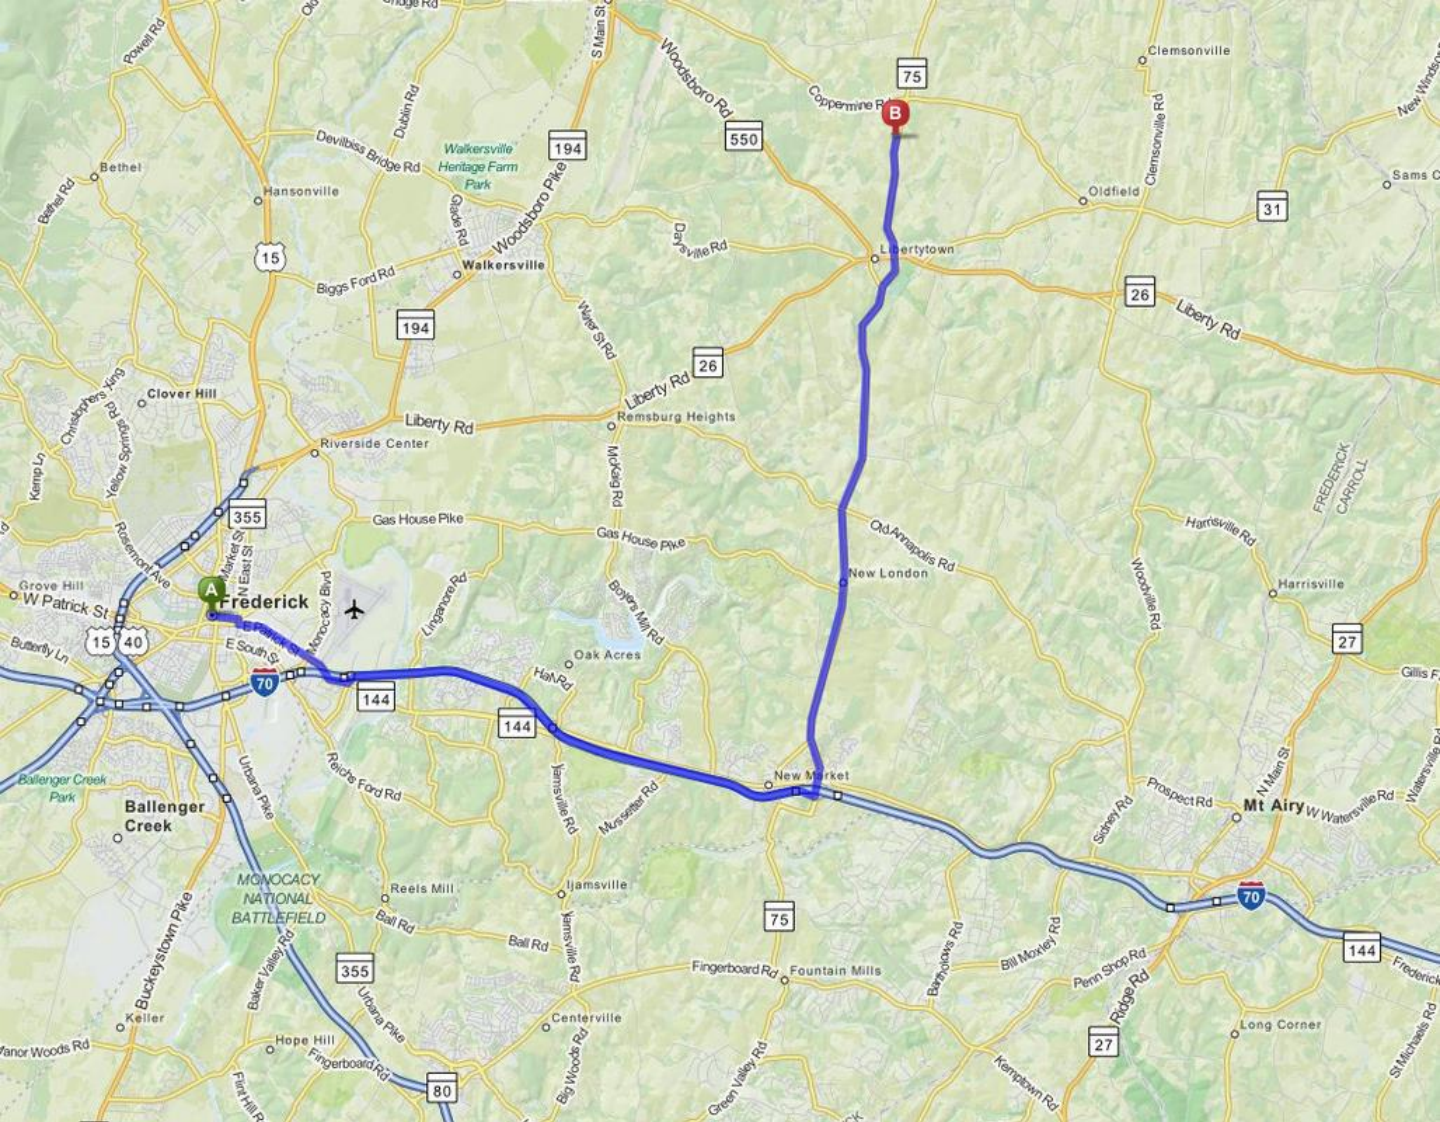 Bridge Rd
Powell Rd
S Main St
Woodsboro Rd
75
Clemsonville
Coppermine Rd
B
New Windsor
Dublin Rd
550
Clemsonville Rd
Devilbiss Bridge Rd
194
Walkersville
Heritage Farm
Park
Bethel
Bethel Rd
Hansonville
Woodsboro Pike
Glade Rd
Oldfield
Sams C
31
15
Daysville Rd
Libertytown
Biggs Ford Rd
Walkersville
26
Liberty Rd
194
Water St Rd
26
Christophers Xing
Clover Hill
Liberty Rd
Remsburg Heights
Liberty Rd
Riverside Center
Yellow Springs Rd
Kemp Ln
McKaig Rd
FREDERICK
CARROLL
355
Gas House Pike
Gas House Pike
Old Annapolis Rd
Harrisville Rd
Rosemont Ave
Market St
N East St
Woodville Rd
New London
Grove Hill
A
Frederick
Monocacy Blvd
Linganore Rd
Boyers Mill Rd
Harrisville
W Patrick St
E Patrick St
15
40
E South St
27
Butterfly Ln
Oak Acres
Gillis F
70
Hall Rd
144
144
Reichs Ford Rd
Urbana Pike
Ijamsville Rd
New Market
Mussetter Rd
N Main St
Watersville Rd
Ballenger Creek
Park
Prospect Rd
Mt Airy
W Watersville Rd
Sidney Rd
Ballenger
Creek
MONOCACY
NATIONAL
BATTLEFIELD
Reels Mill
Ijamsville
70
Ball Rd
Ball Rd
Ijamsville Rd
75
Bartholows Rd
Bill Moxley Rd
144
Frederick
Buckeystown Pike
Baker Valley Rd
355
Fingerboard Rd
Fountain Mills
Penn Shop Rd
Ridge Rd
Urbana Pike
Keller
Centerville
Long Corner
St Michaels Rd
Manor Woods Rd
Hope Hill
Fingerboard Rd
27
Big Woods Rd
Green Valley Rd
Kemptown Rd
80
Flint Hill R